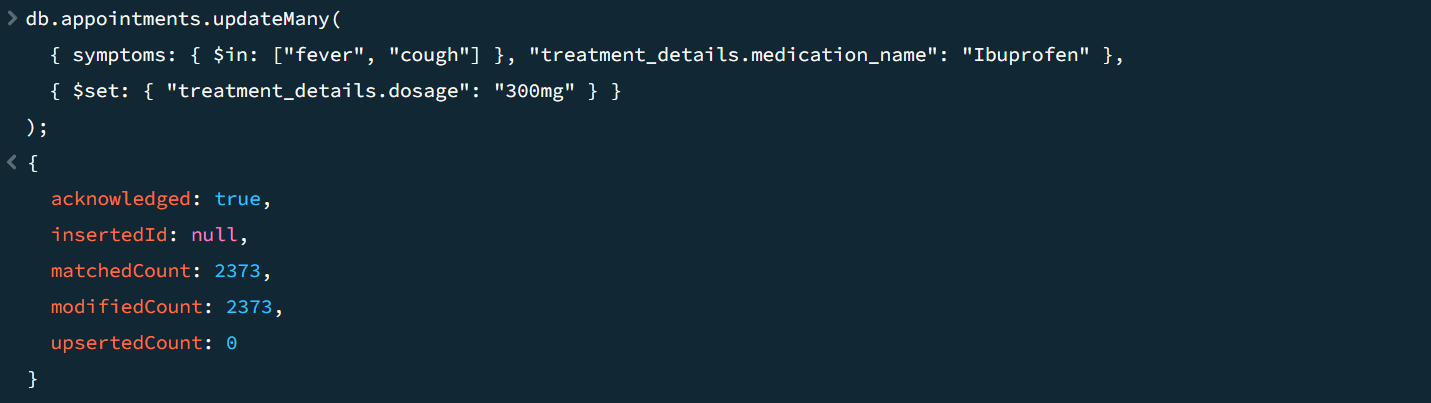 > db.appointments.updateMany(
{ symptoms: { $in: ["fever", "cough"] }, "treatment_details.medication_name": "Ibuprofen" },
{ $set: { "treatment_details.dosage": "300mg" } }
);
< {
acknowledged: true,
insertedId: null,
matchedCount: 2373,
modifiedCount: 2373,
upsertedCount: 0
}